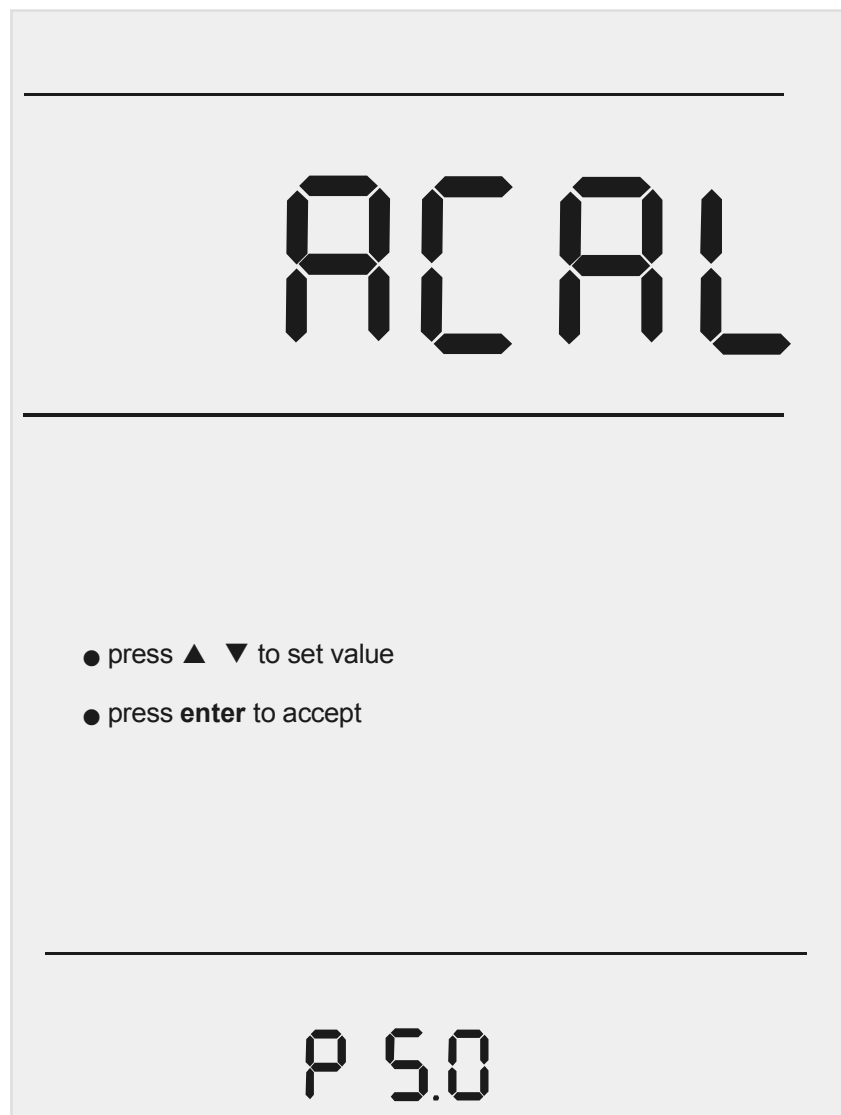 ACAL
● press ▲ ▼ to set value
● press enter to accept
P 5.0